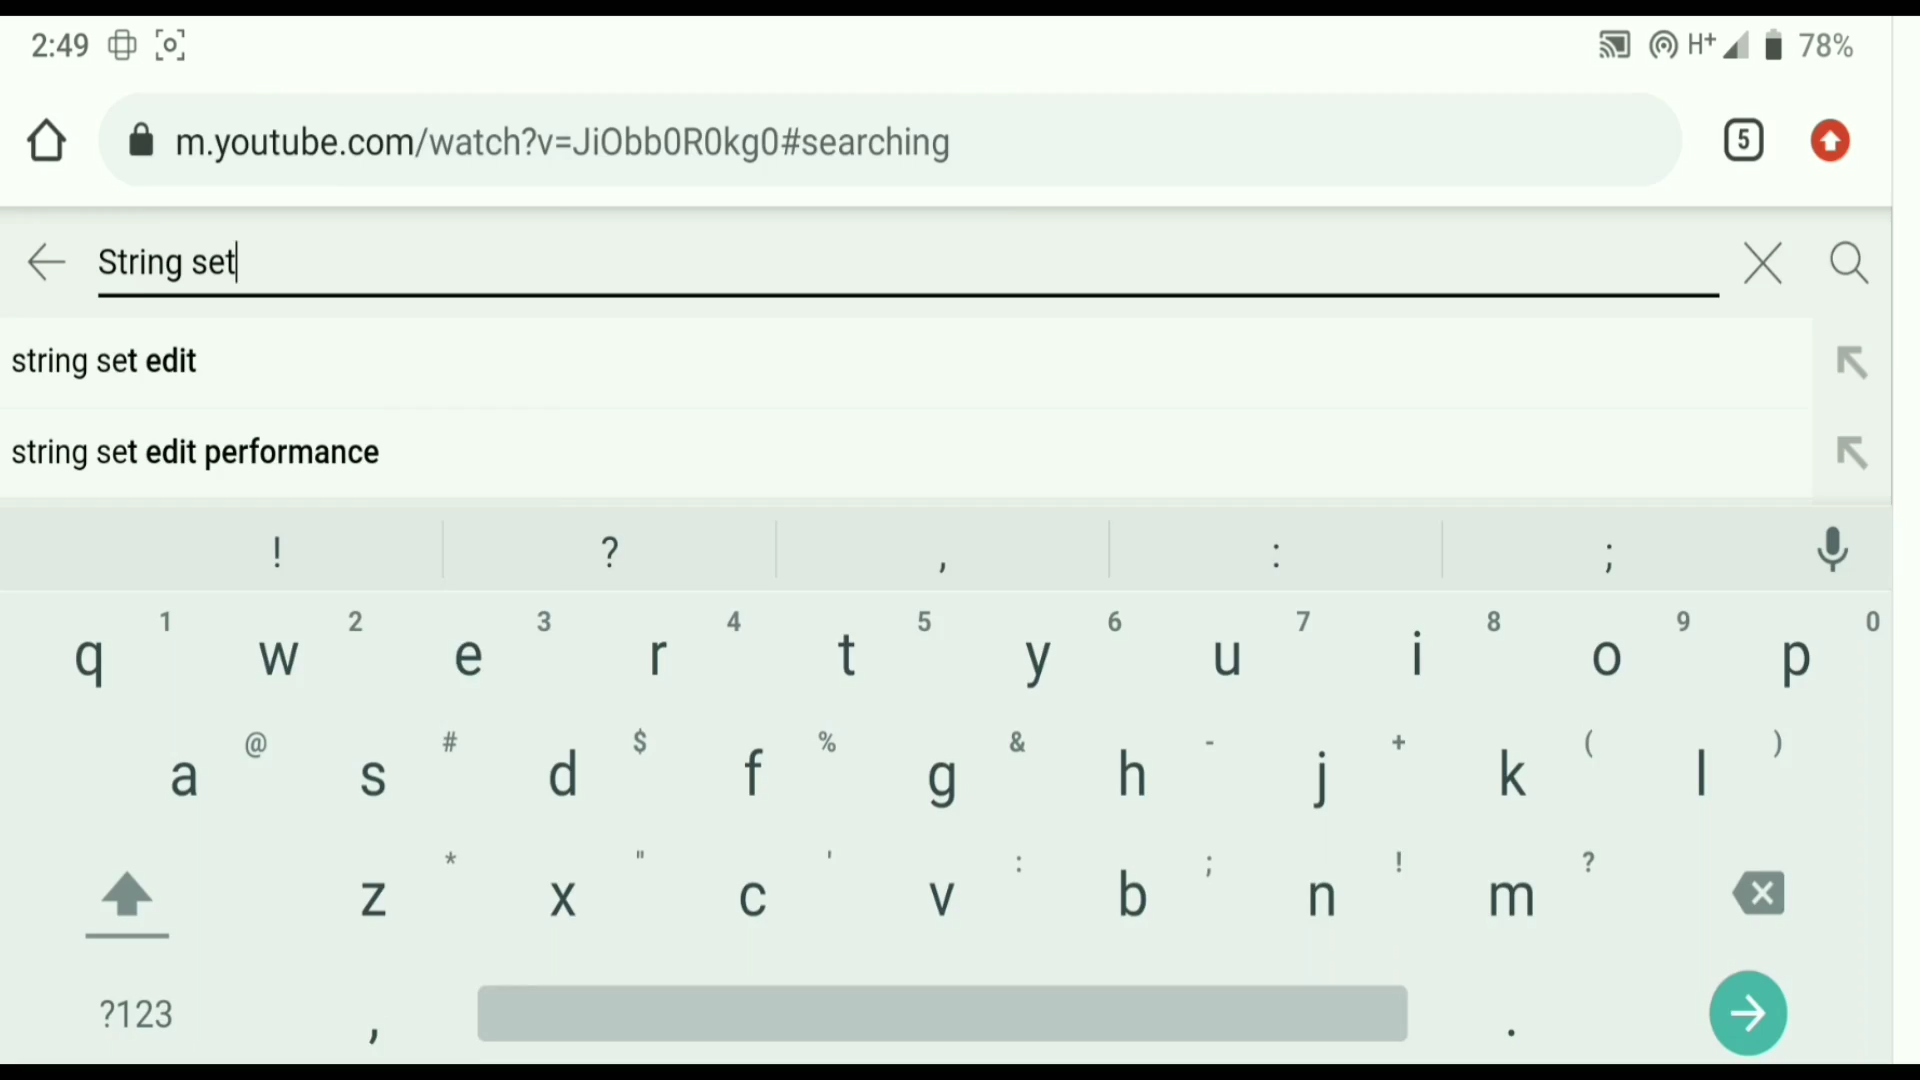 2:49 H+ 78%
m.youtube.com/watch?v=JiObb0R0kg0#searching 5
String set
string set edit
string set edit performance
! ? , : ;
1 2 3 4 5 6 7 8 9 0
q w e r t y u i o p
@ # $ % & - + ( )
a s d f g h j k l
* " ' : ; ! ?
z x c v b n m
?123 , .